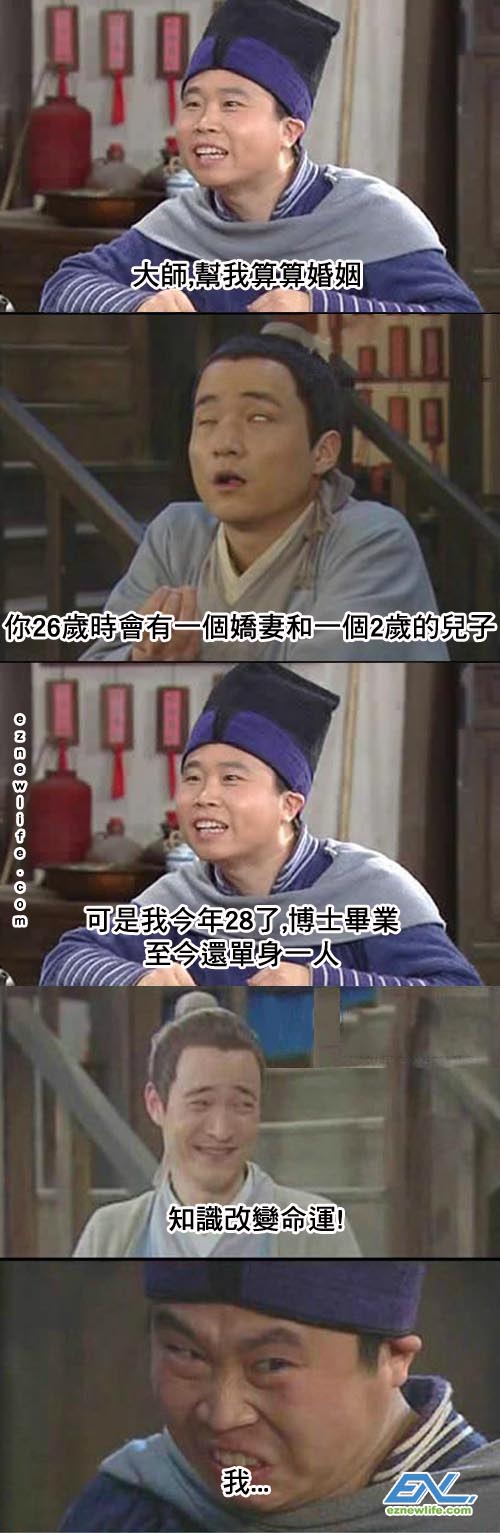 大師,幫我算算婚姻
你26歲時會有一個嬌妻和一個2歲的兒子
eznewlife.com
可是我今年28了,博士畢業
至今還單身一人
知識改變命運!
我...
ENL
eznewlife.com